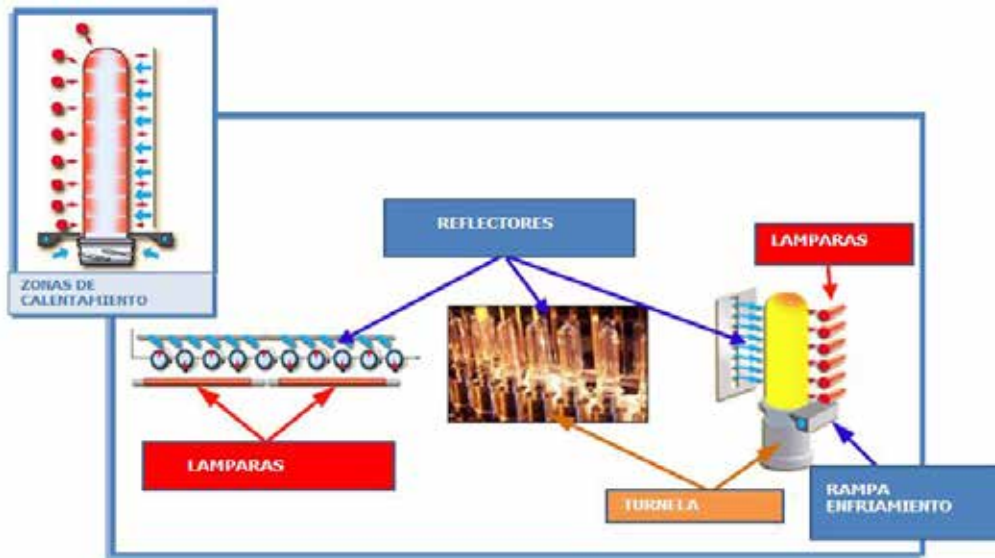 ZONAS DE
CALENTAMIENTO
REFLECTORES
LAMPARAS
LAMPARAS
TURNELA
RAMPA
ENFRIAMIENTO